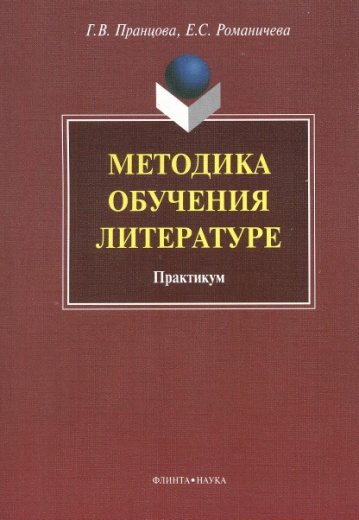 Г.В. Пранцова, Е.С. Романичева
МЕТОДИКА
ОБУЧЕНИЯ
ЛИТЕРАТУРЕ
Практикум
ФЛИНТА•НАУКА